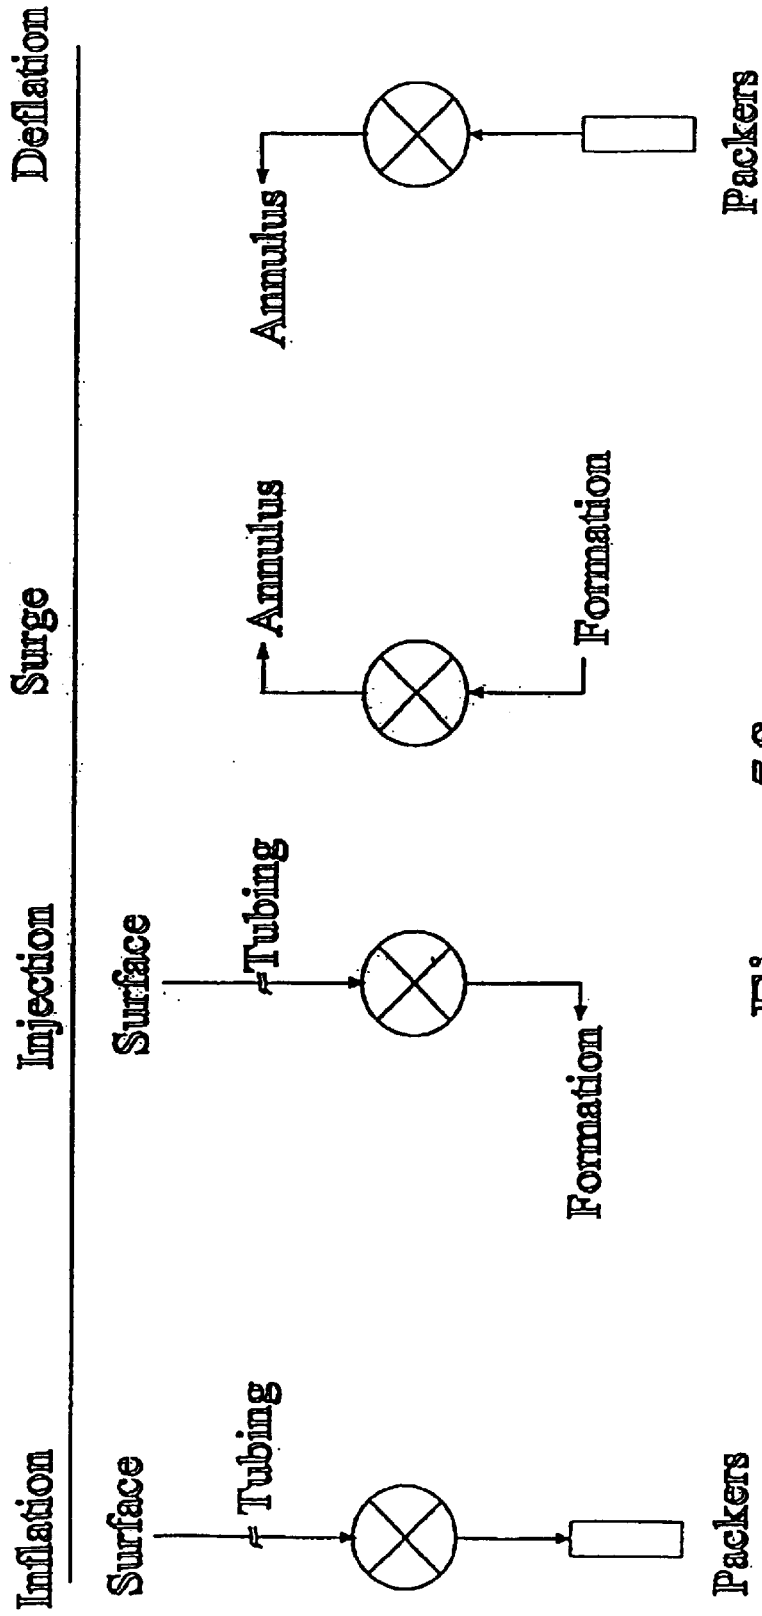 Inflation
Injection
Surge
Deflation
Surface
Tubing
Packers
Surface
Tubing
Formation
Annulus
Formation
Annulus
Packers